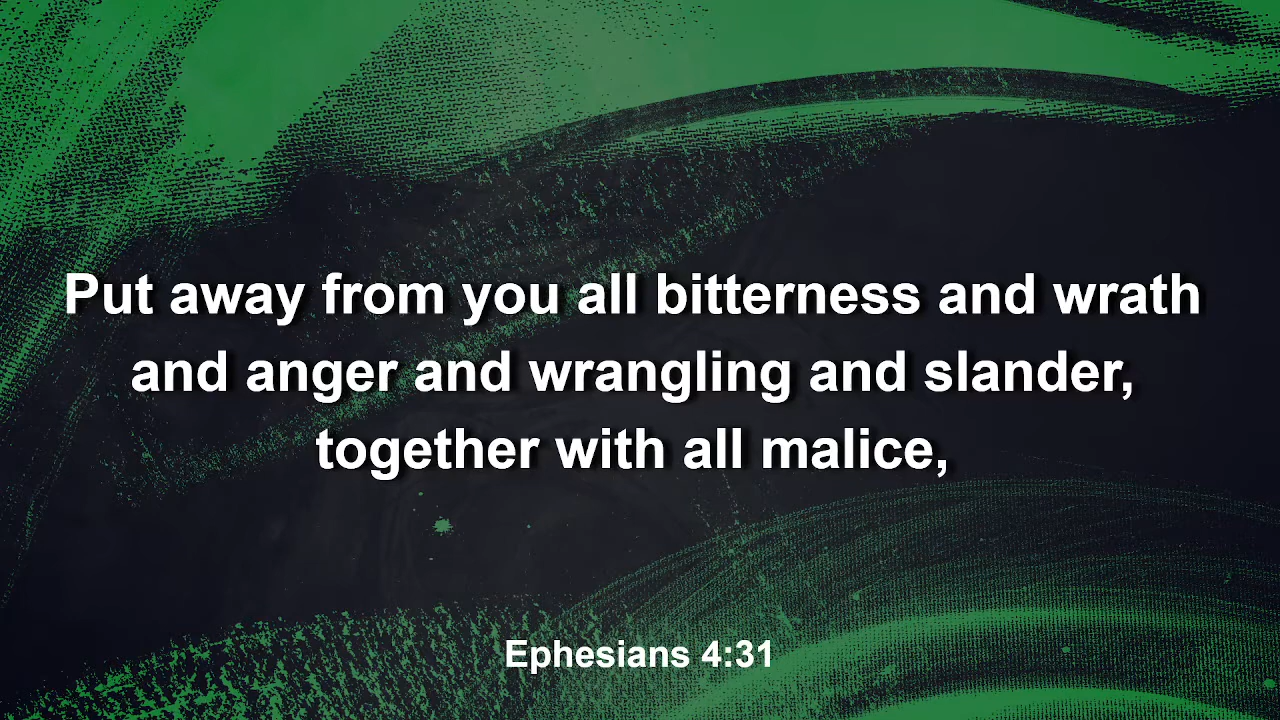 Put away from you all bitterness and wrath
and anger and wrangling and slander,
together with all malice,
Ephesians 4:31